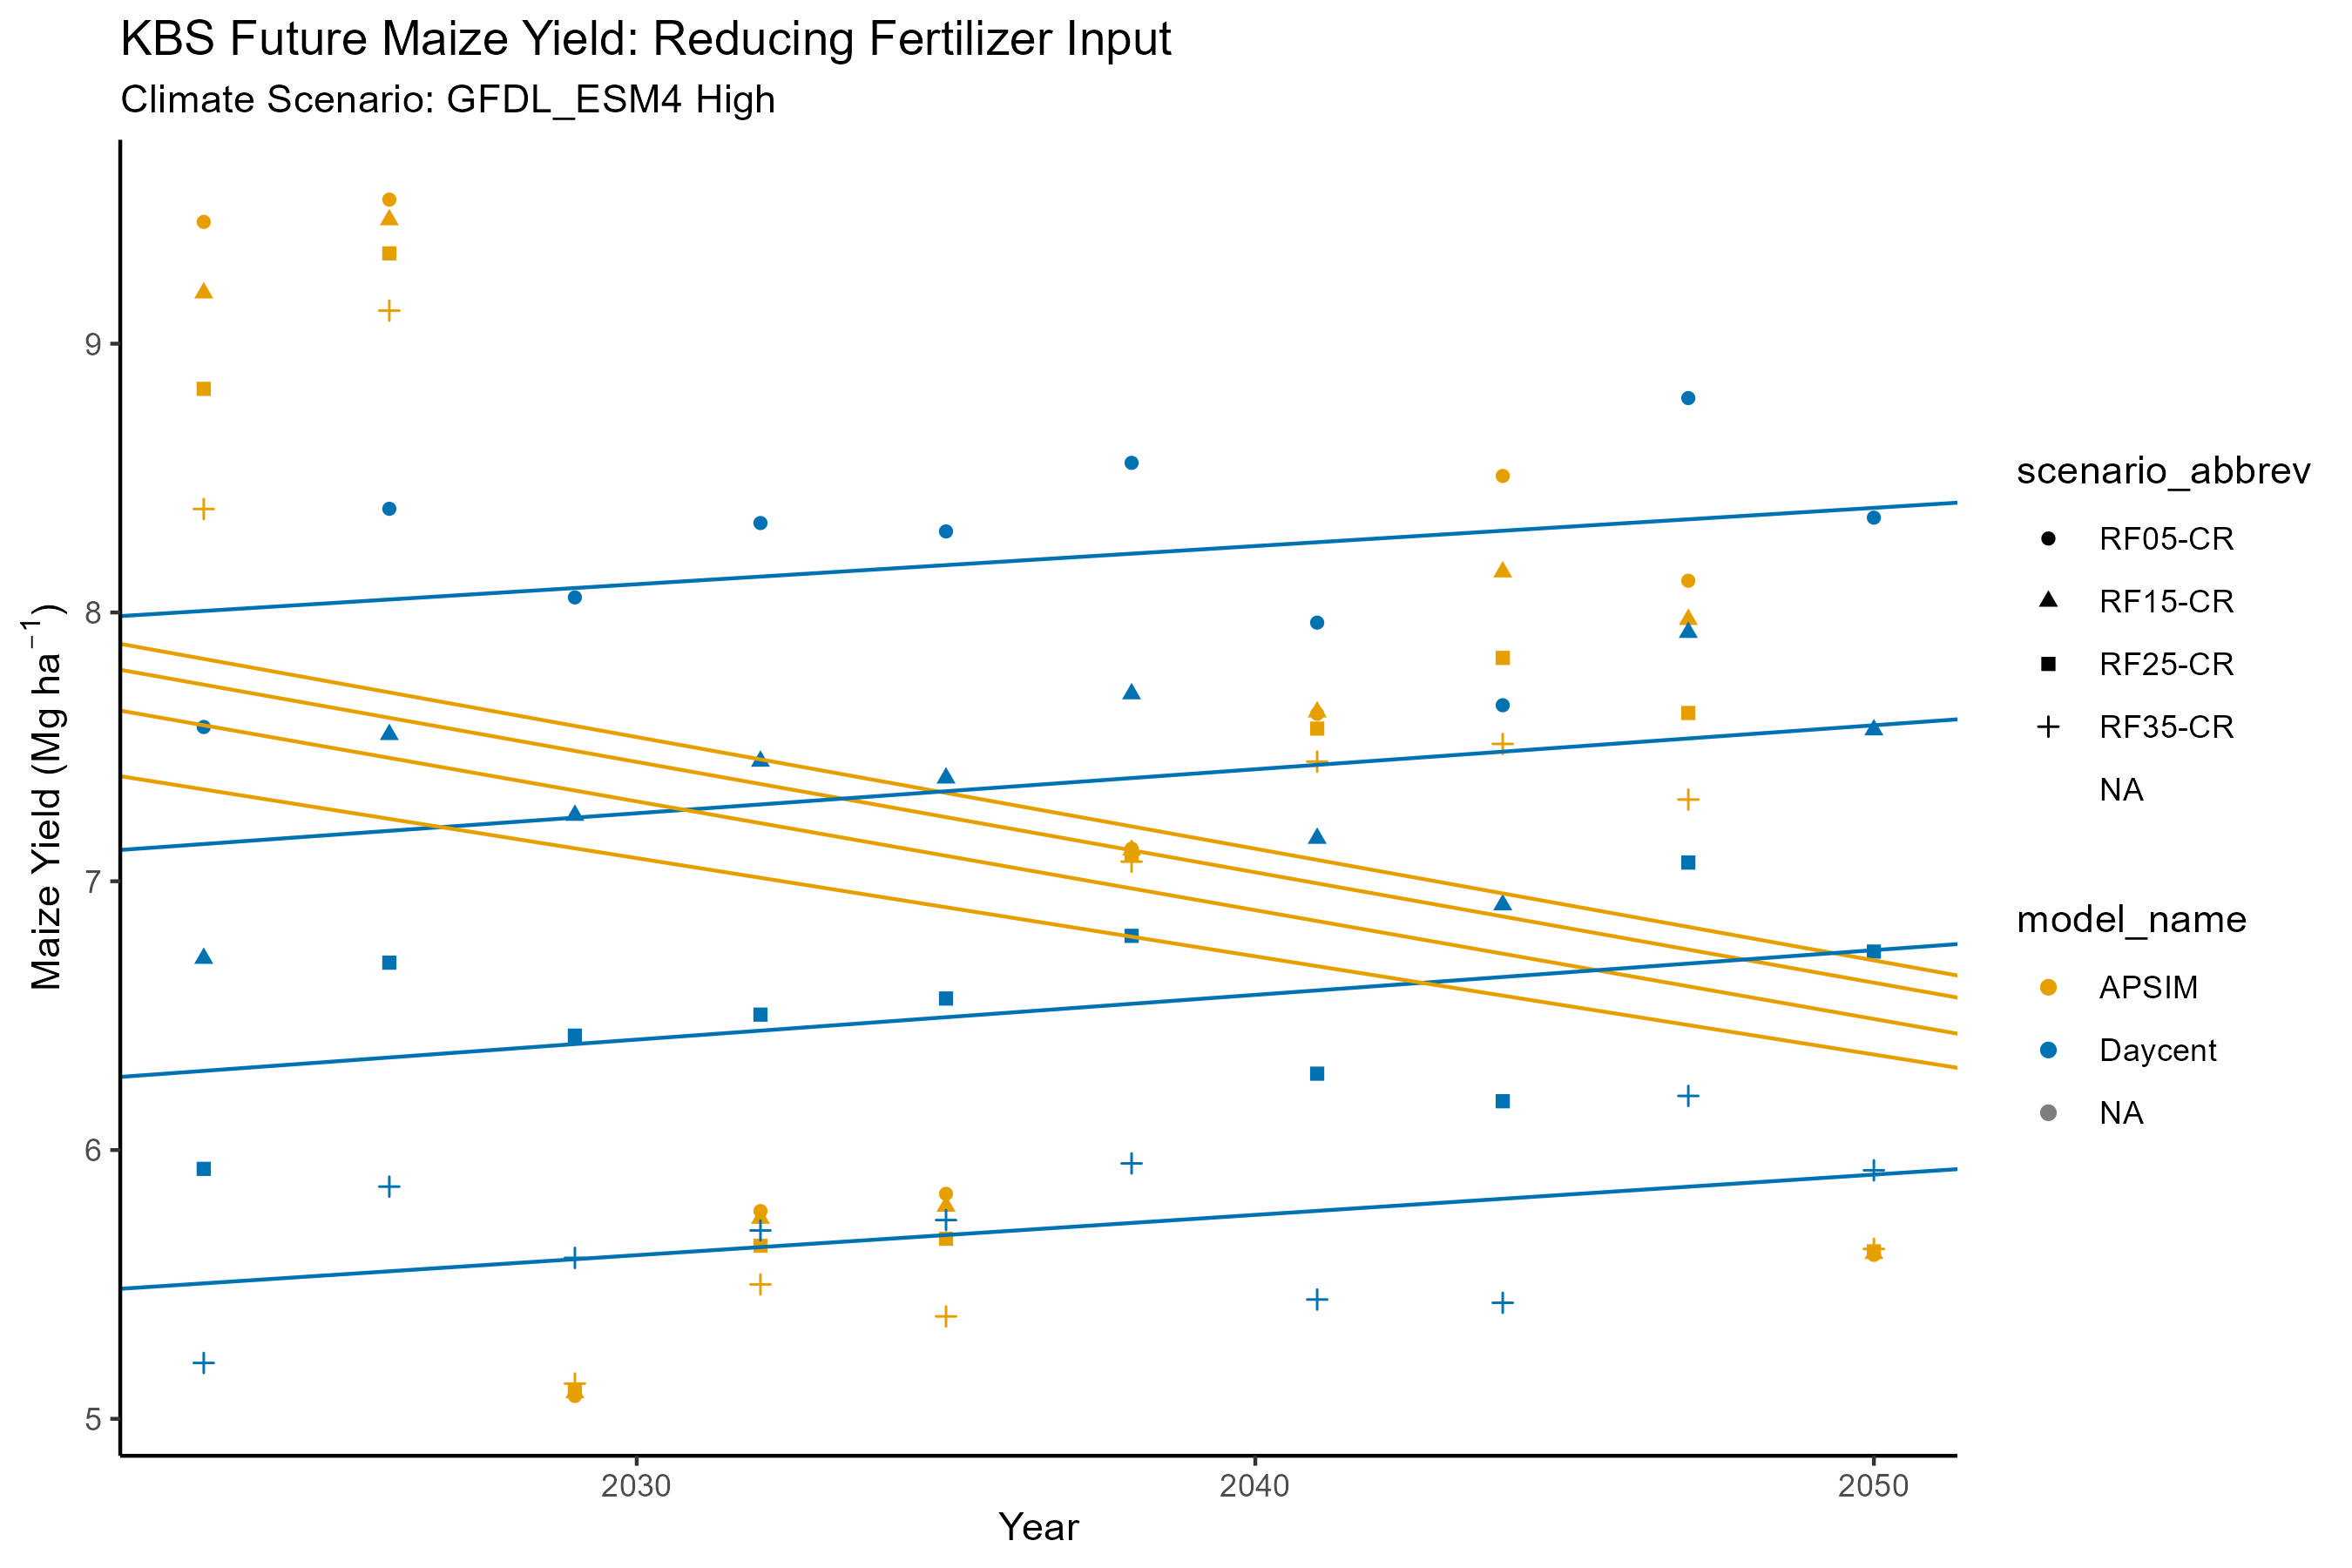 KBS Future Maize Yield: Reducing Fertilizer Input
Climate Scenario: GFDL_ESM4 High
Maize Yield (Mg ha⁻¹)
9
8
7
6
5
2030
2040
2050
Year
scenario_abbrev
RF05-CR
RF15-CR
RF25-CR
RF35-CR
NA
model_name
APSIM
Daycent
NA